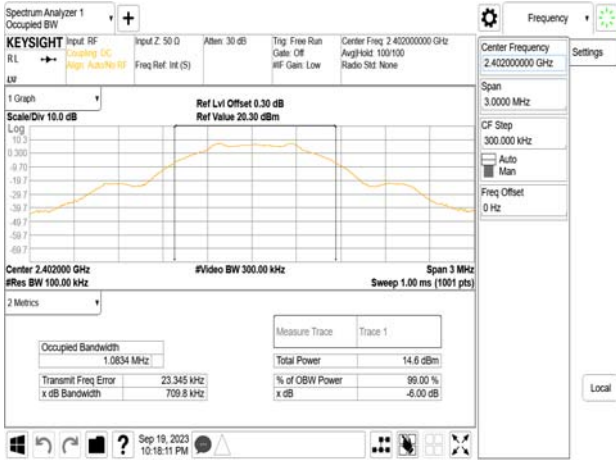 Spectrum Analyzer 1
Occupied BW
Frequency
KEYSIGHT
Input: RF
Coupling: DC
Align: Auto/No RF
Input Z: 50 Ω
Freq Ref: Int (S)
Atten: 30 dB
Trig: Free Run
Gate: Off
#IF Gain: Low
Center Freq: 2.402000000 GHz
Avg|Hold: 100/100
Radio Std: None
RL
Center Frequency
2.402000000 GHz
Settings
Span
3.0000 MHz
CF Step
300.000 kHz
Auto
Man
Freq Offset
0 Hz
Local
1 Graph
Scale/Div 10.0 dB
Ref Lvl Offset 0.30 dB
Ref Value 20.30 dBm
Log
10.3
0.300
-9.70
-19.7
-29.7
-39.7
-49.7
-59.7
-69.7
Center 2.402000 GHz
#Video BW 300.00 kHz
Span 3 MHz
#Res BW 100.00 kHz
Sweep 1.00 ms (1001 pts)
2 Metrics
Measure Trace
Trace 1
Occupied Bandwidth
1.0834 MHz
Total Power
14.6 dBm
Transmit Freq Error
23.345 kHz
% of OBW Power
99.00 %
x dB Bandwidth
709.8 kHz
x dB
-6.00 dB
?
Sep 19, 2023
10:18:11 PM